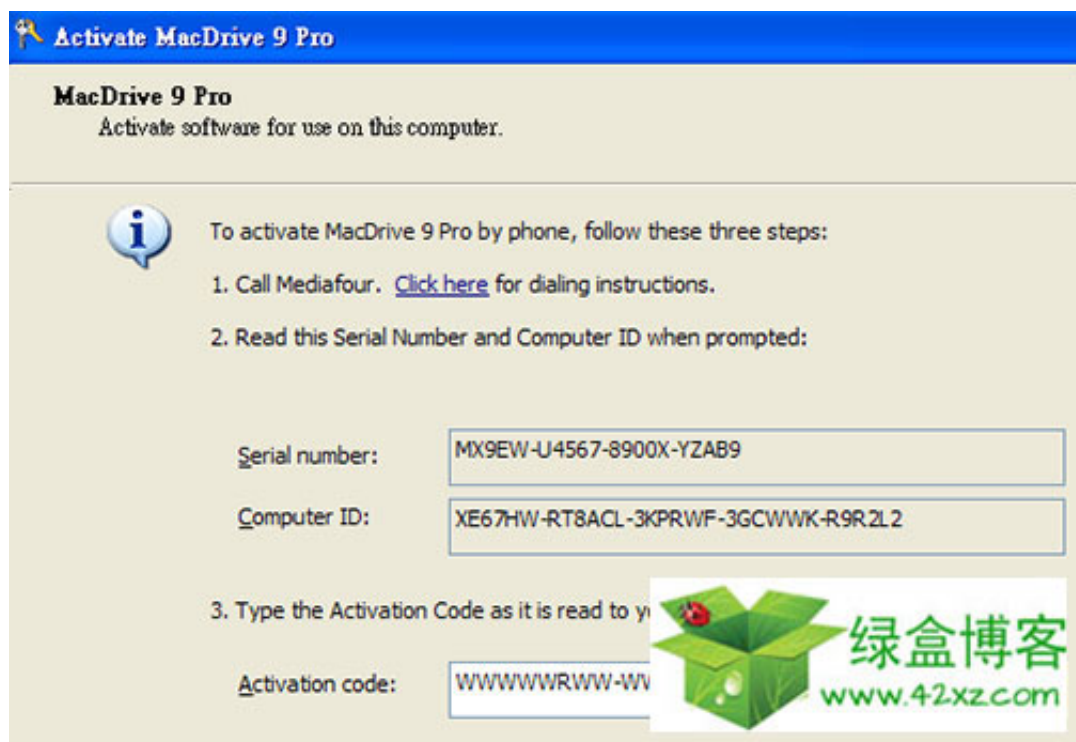 Activate MacDrive 9 Pro
MacDrive 9 Pro
Activate software for use on this computer.
To activate MacDrive 9 Pro by phone, follow these three steps:
1. Call Mediafour. Click here for dialing instructions.
2. Read this Serial Number and Computer ID when prompted:
Serial number: MX9EW-U4567-8900X-YZAB9
Computer ID: XE67HW-RT8ACL-3KPRWF-3GCWWK-R9R2L2
3. Type the Activation Code as it is read to
Activation code: WWWWWRWW-
绿盒博客
www.42xz.com